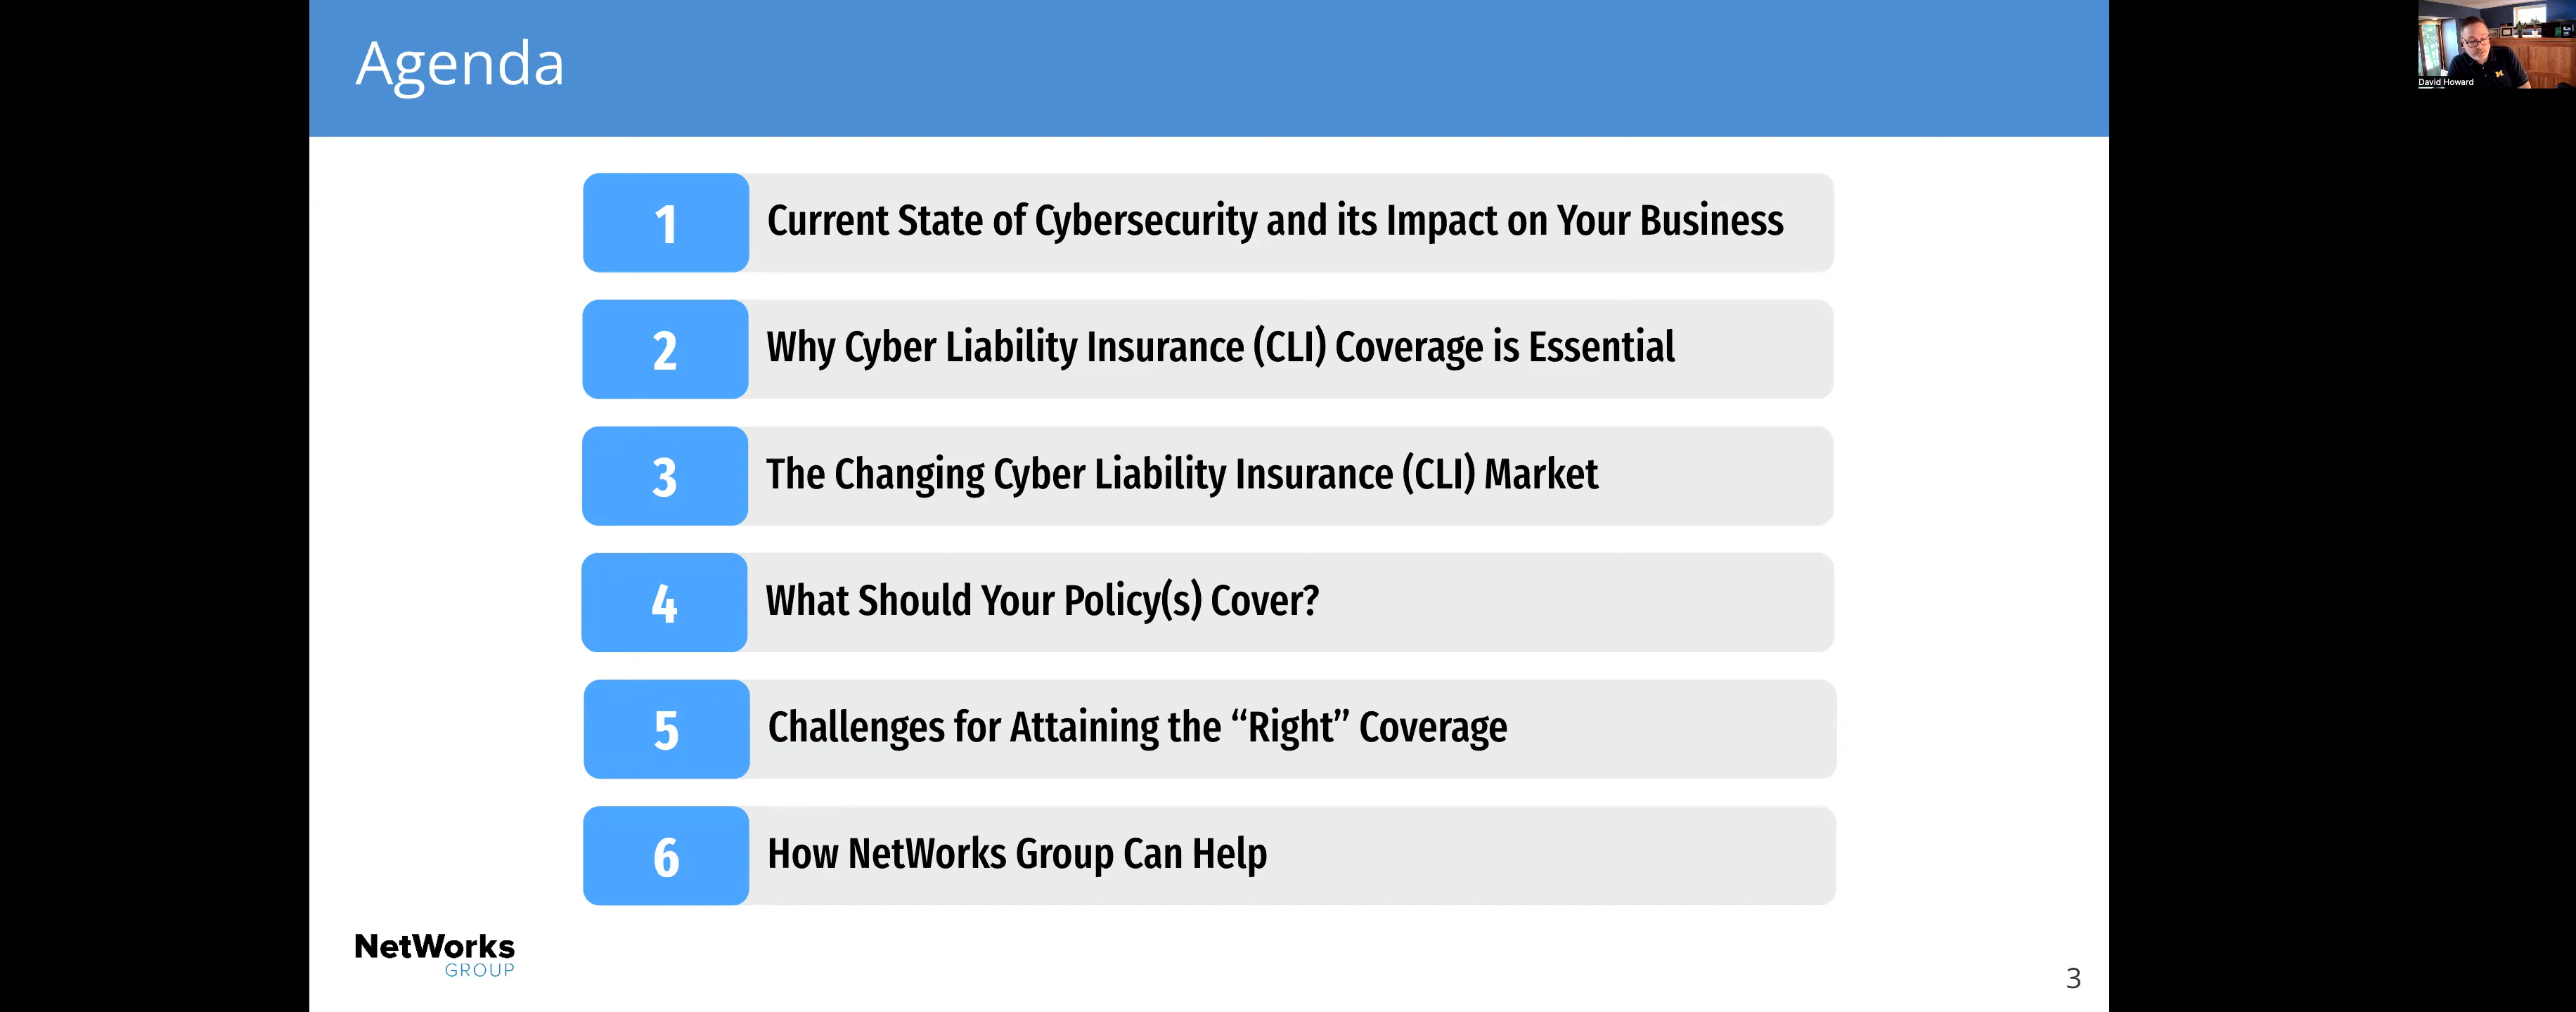 Agenda
David Howard
1
Current State of Cybersecurity and its Impact on Your Business
2
Why Cyber Liability Insurance (CLI) Coverage is Essential
3
The Changing Cyber Liability Insurance (CLI) Market
4
What Should Your Policy(s) Cover?
5
Challenges for Attaining the “Right” Coverage
6
How NetWorks Group Can Help
NetWorks
GROUP
3